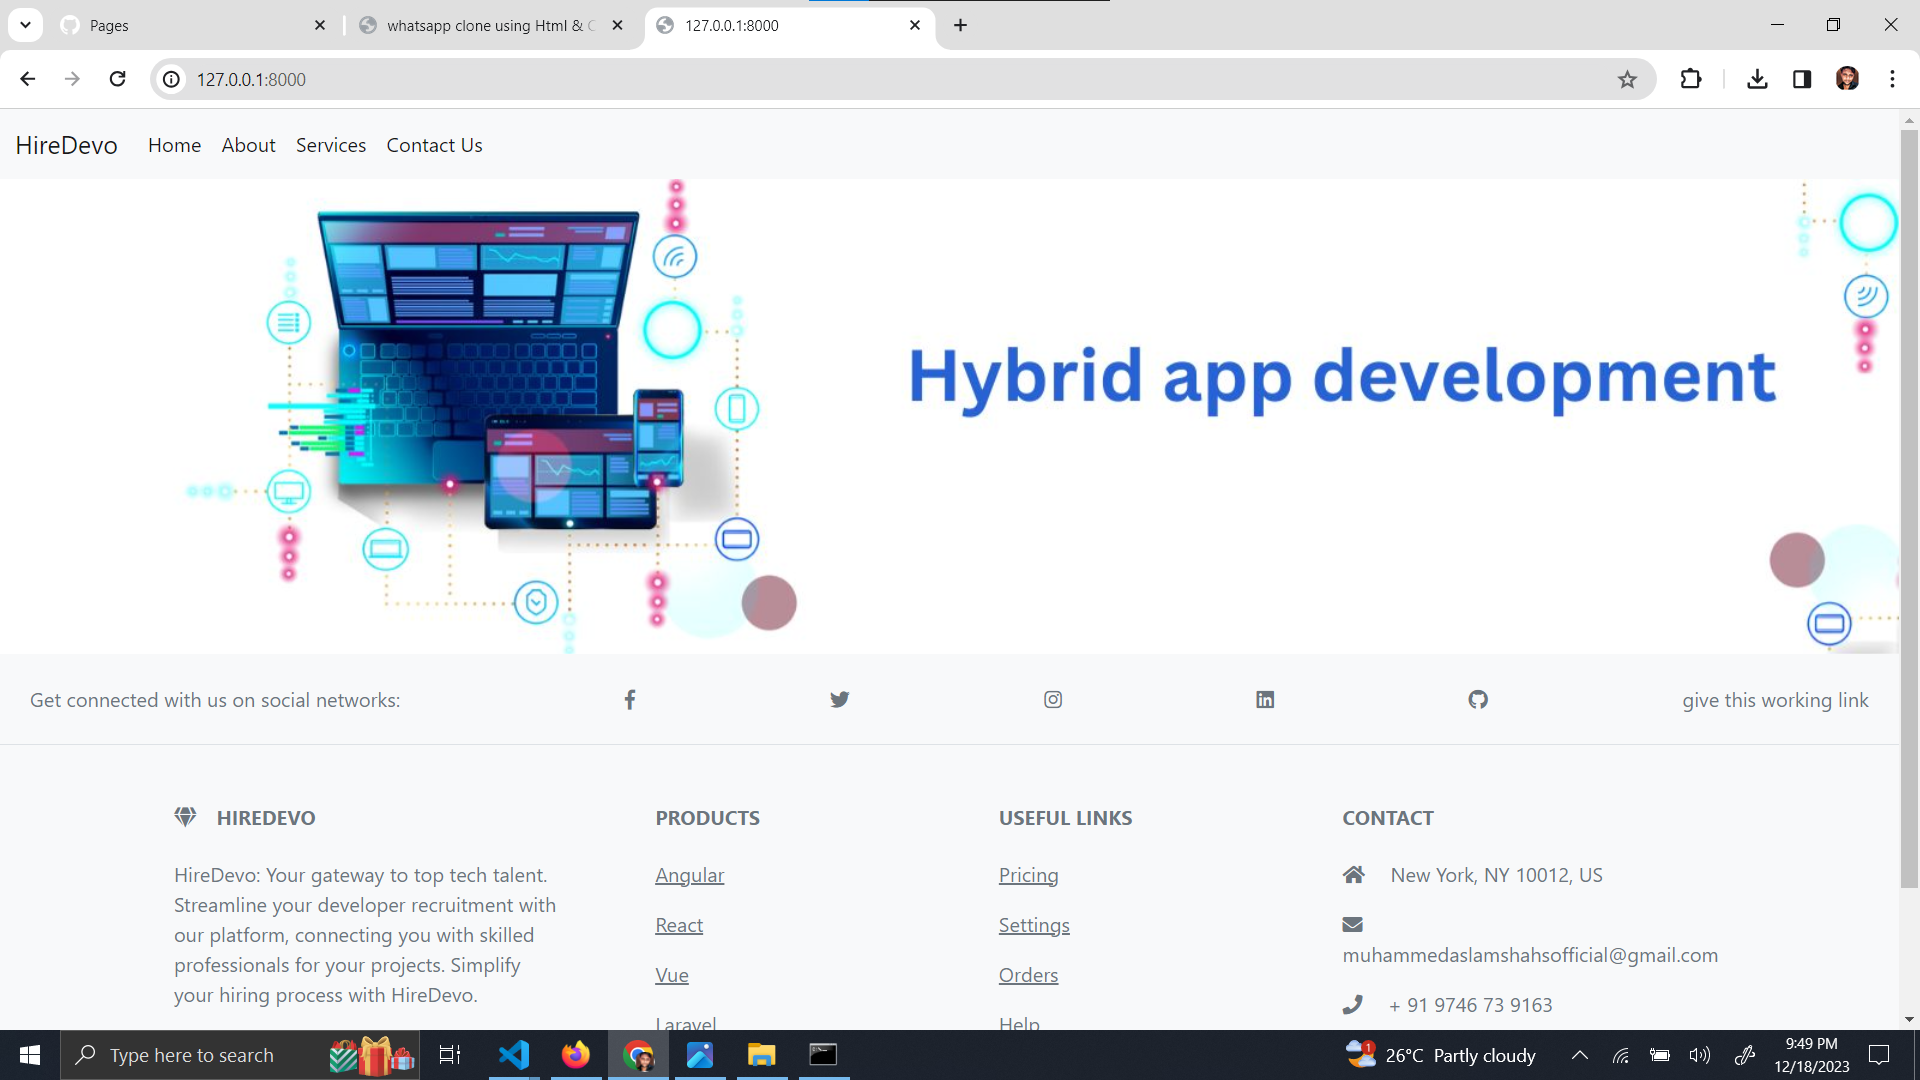 Pages
whatsapp clone using Html & C
127.0.0.1:8000
127.0.0.1:8000
HireDevo Home About Services Contact Us
Hybrid app development
Get connected with us on social networks: give this working link
HIREDEVO
HireDevo: Your gateway to top tech talent.
Streamline your developer recruitment with
our platform, connecting you with skilled
professionals for your projects. Simplify
your hiring process with HireDevo.
PRODUCTS
Angular
React
Vue
Laravel
USEFUL LINKS
Pricing
Settings
Orders
Help
CONTACT
New York, NY 10012, US
muhammedaslamshahsofficial@gmail.com
+ 91 9746 73 9163
Type here to search
1
26°C Partly cloudy
9:49 PM
12/18/2023